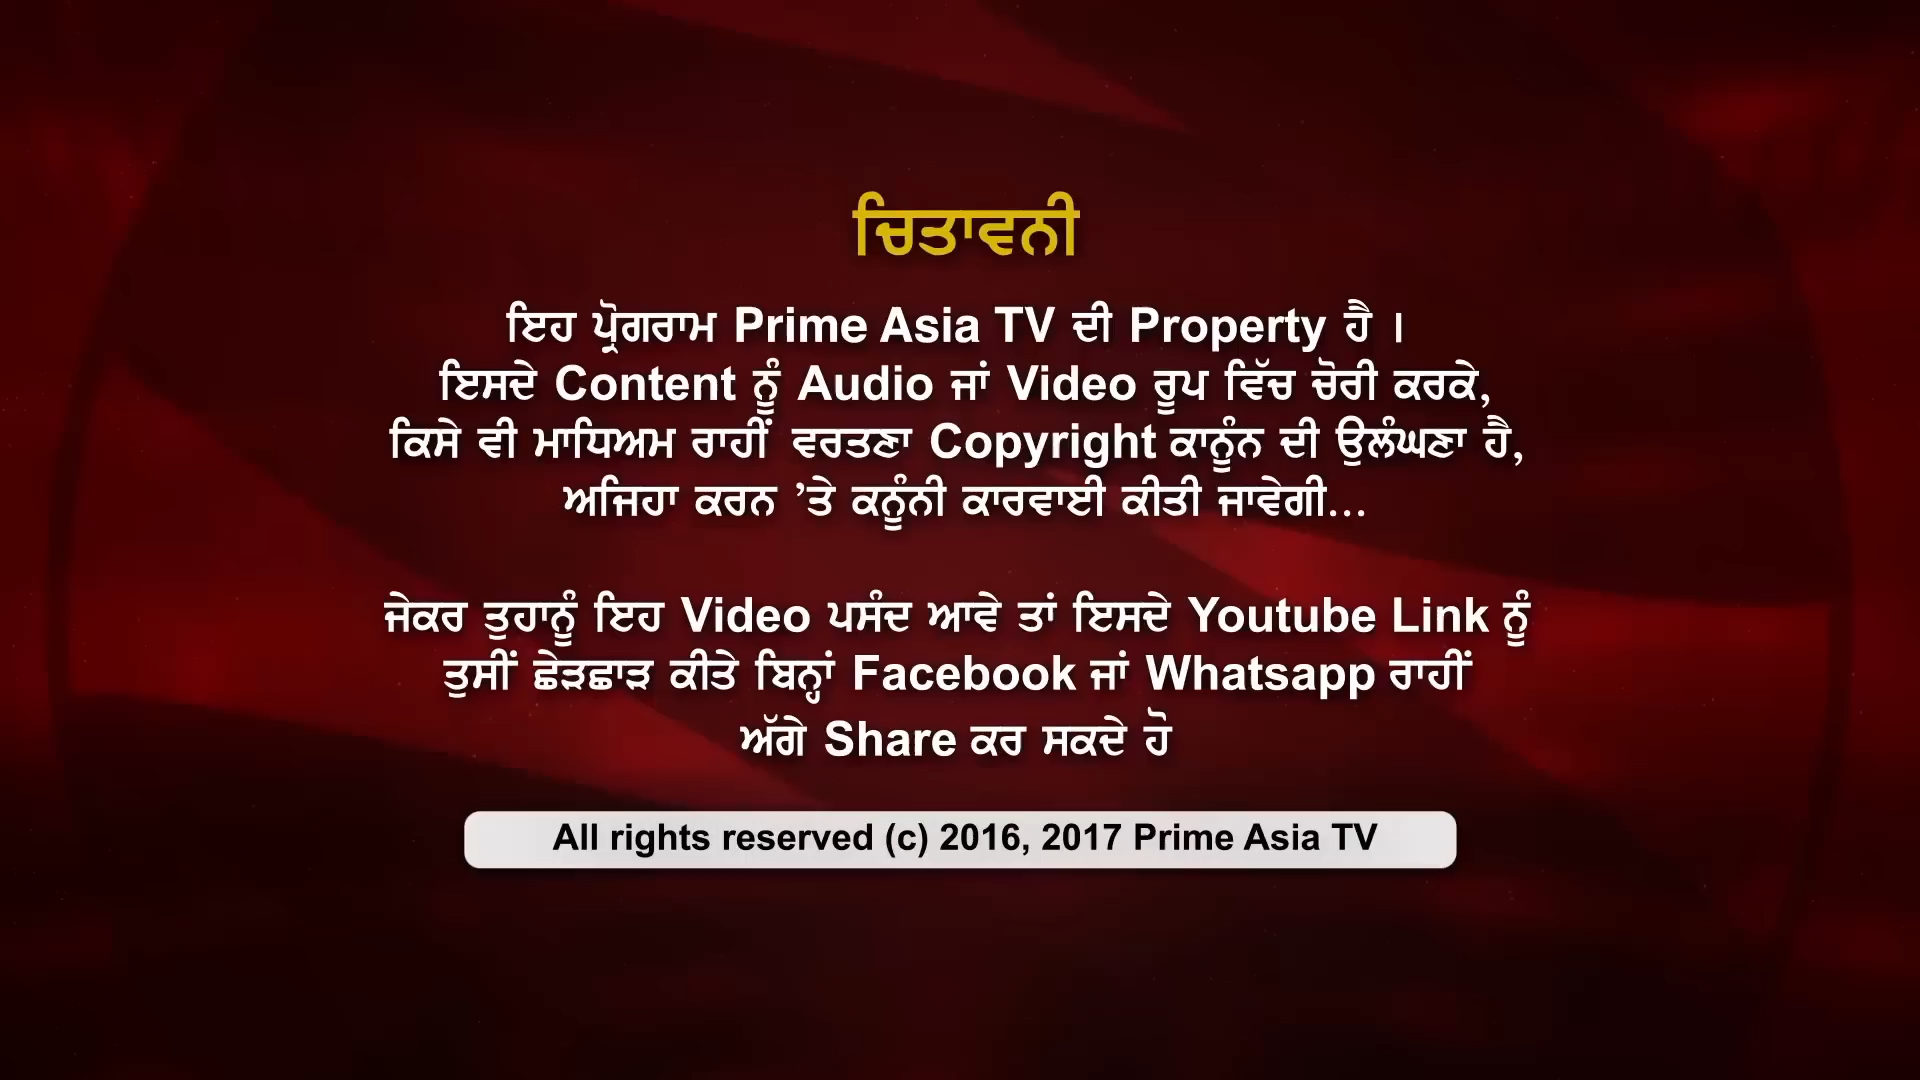 ਚਿਤਾਵਨੀ
ਇਹ ਪ੍ਰੋਗਰਾਮ Prime Asia TV ਦੀ Property ਹੈ ।
ਇਸਦੇ Content ਨੂੰ Audio ਜਾਂ Video ਰੂਪ ਵਿੱਚ ਚੋਰੀ ਕਰਕੇ,
ਕਿਸੇ ਵੀ ਮਾਧਿਅਮ ਰਾਹੀਂ ਵਰਤਣਾ Copyright ਕਾਨੂੰਨ ਦੀ ਉਲੰਘਣਾ ਹੈ,
ਅਜਿਹਾ ਕਰਨ ’ਤੇ ਕਨੂੰਨੀ ਕਾਰਵਾਈ ਕੀਤੀ ਜਾਵੇਗੀ...
ਜੇਕਰ ਤੁਹਾਨੂੰ ਇਹ Video ਪਸੰਦ ਆਵੇ ਤਾਂ ਇਸਦੇ Youtube Link ਨੂੰ
ਤੁਸੀਂ ਛੇੜਛਾੜ ਕੀਤੇ ਬਿਨ੍ਹਾਂ Facebook ਜਾਂ Whatsapp ਰਾਹੀਂ
ਅੱਗੇ Share ਕਰ ਸਕਦੇ ਹੋ
All rights reserved (c) 2016, 2017 Prime Asia TV